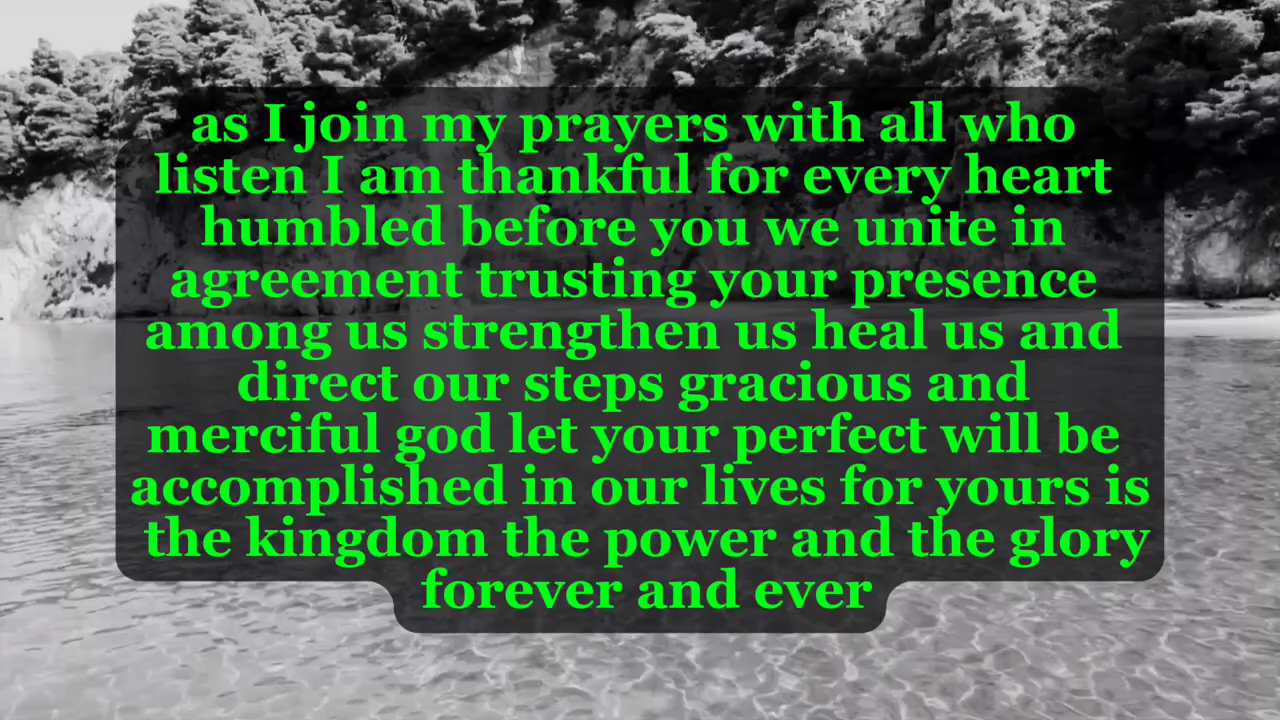 as I join my prayers with all who
listen I am thankful for every heart
humbled before you we unite in
agreement trusting your presence
among us strengthen us heal us and
direct our steps gracious and
merciful god let your perfect will be
accomplished in our lives for yours is
the kingdom the power and the glory
forever and ever